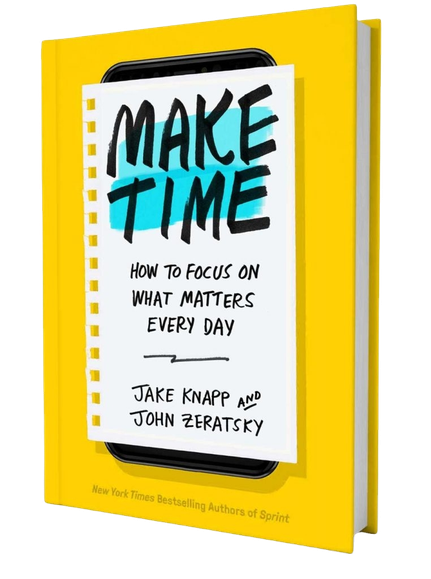 MAKE
TIME
HOW TO FOCUS ON
WHAT MATTERS
EVERY DAY
JAKE KNAPP AND
JOHN ZERATSKY
New York Times Bestselling Authors of Sprint